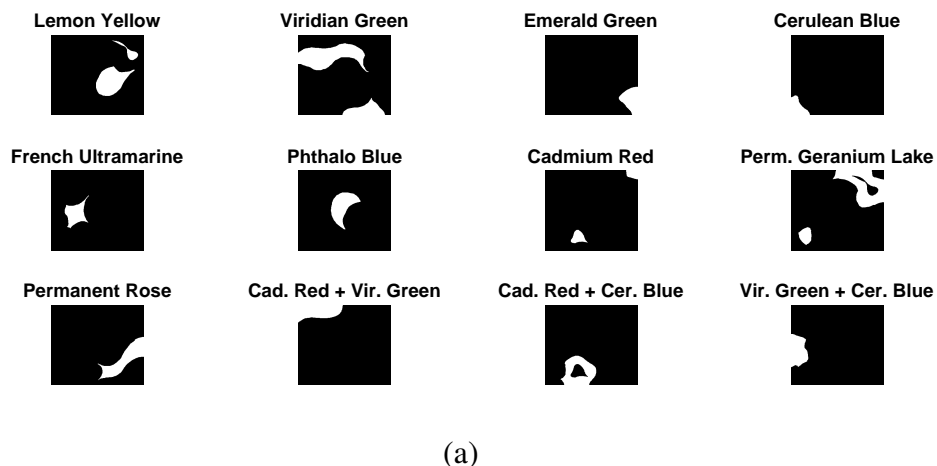 Lemon Yellow Viridian Green Emerald Green Cerulean Blue
French Ultramarine Phthalo Blue Cadmium Red Perm. Geranium Lake
Permanent Rose Cad. Red + Vir. Green Cad. Red + Cer. Blue Vir. Green + Cer. Blue
(a)